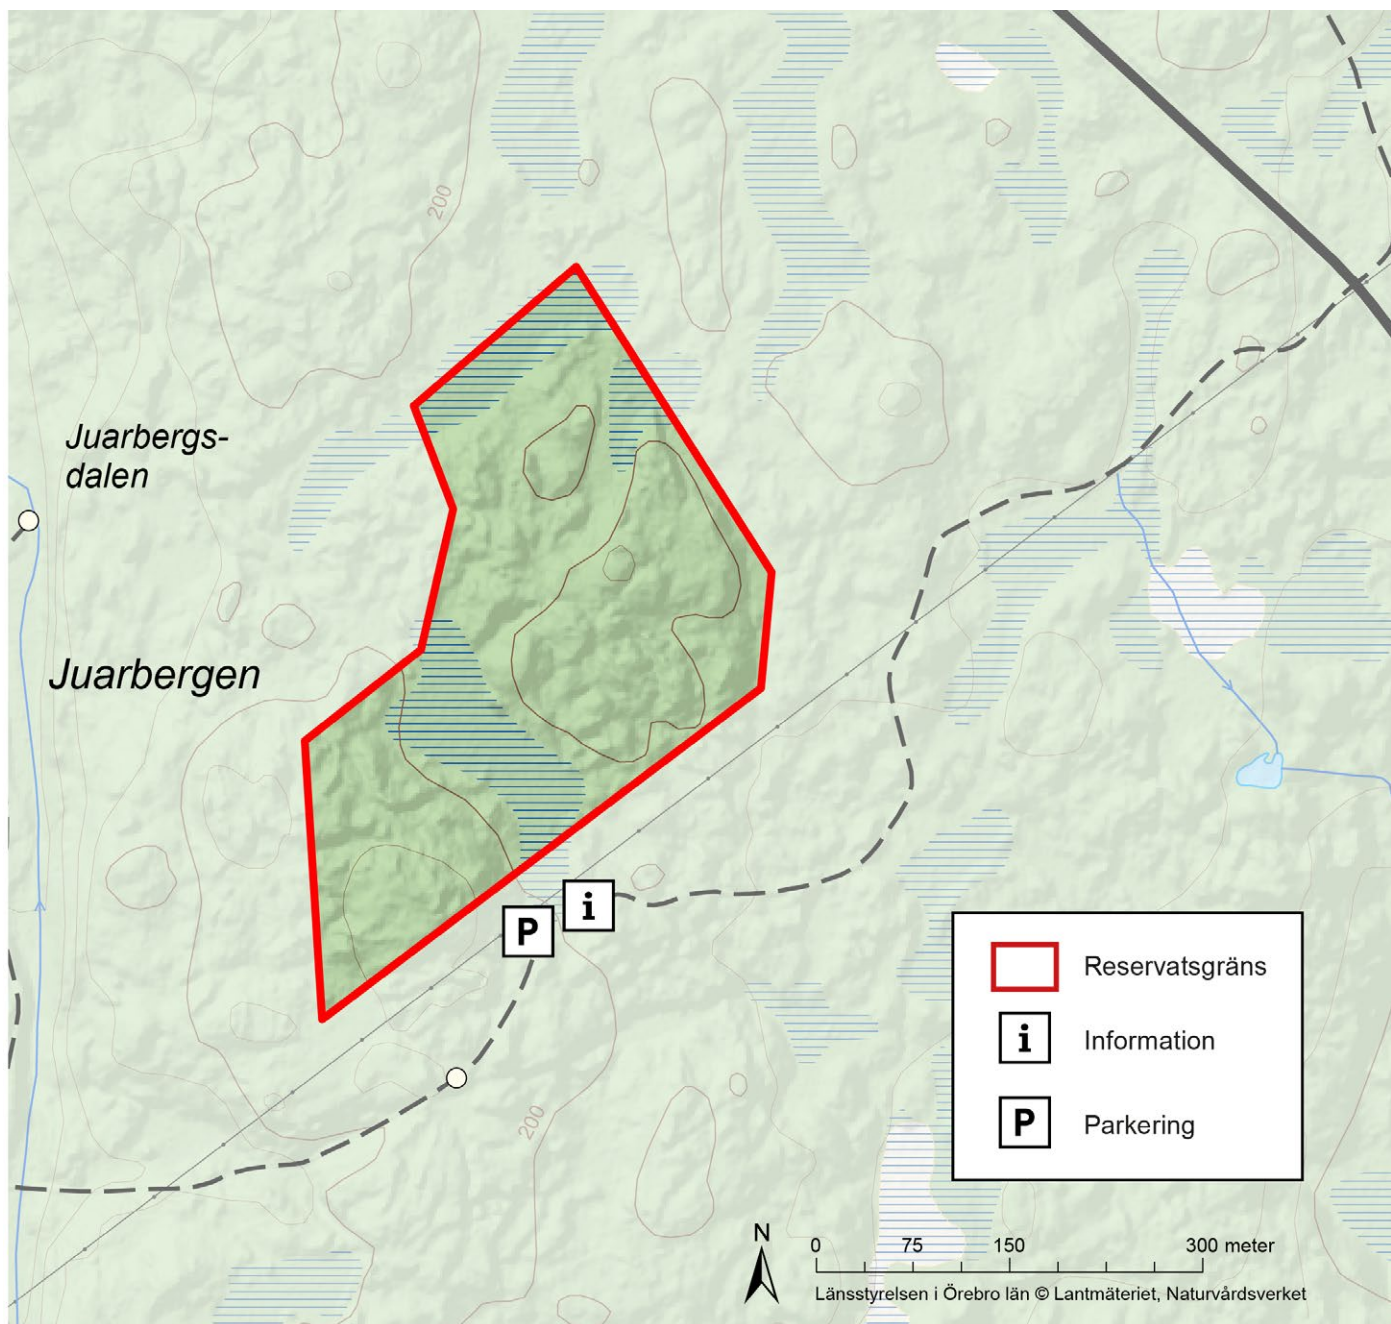 200
Juarbergs-
dalen
Juarbergen
i
P
200
Reservatsgräns
i Information
P Parkering
N
0 75 150 300 meter
Länsstyrelsen i Örebro län © Lantmäteriet, Naturvårdsverket